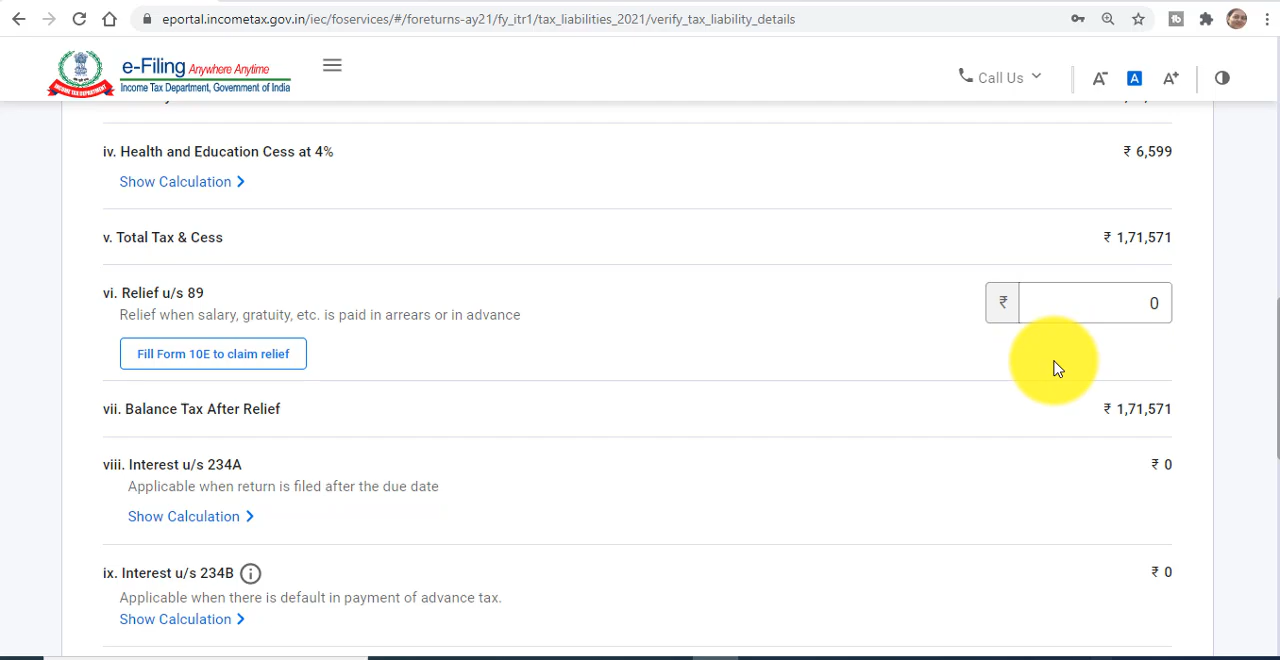 eportal.incometax.gov.in/iec/foservices/#/foreturns-ay21/fy_itr1/tax_liabilities_2021/verify_tax_liability_details
e-Filing Anywhere Anytime
Income Tax Department, Government of India
Call Us
A-
A
A+
iv. Health and Education Cess at 4%
₹ 6,599
Show Calculation
v. Total Tax & Cess
₹ 1,71,571
vi. Relief u/s 89
₹ 0
Relief when salary, gratuity, etc. is paid in arrears or in advance
Fill Form 10E to claim relief
vii. Balance Tax After Relief
₹ 1,71,571
viii. Interest u/s 234A
₹ 0
Applicable when return is filed after the due date
Show Calculation
ix. Interest u/s 234B
₹ 0
Applicable when there is default in payment of advance tax.
Show Calculation